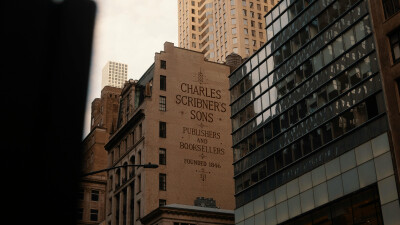 CHARLES
SCRIBNER'S
SONS
PUBLISHERS
AND
BOOKSELLERS
FOUNDED 1846